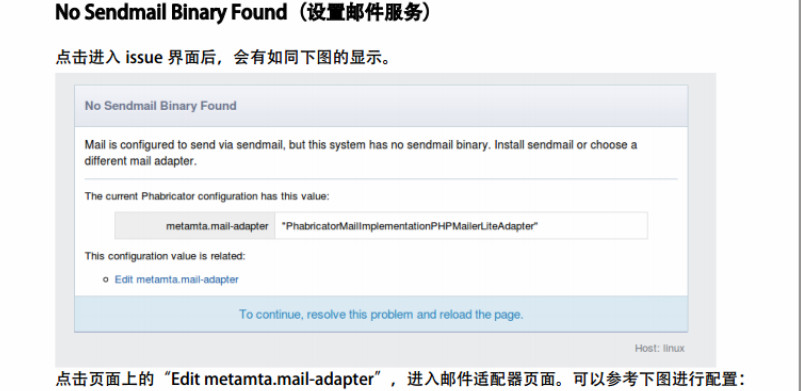 No Sendmail Binary Found（设置邮件服务）
点击进入 issue 界面后，会有如同下图的显示。
No Sendmail Binary Found
Mail is configured to send via sendmail, but this system has no sendmail binary. Install sendmail or choose a
different mail adapter.
The current Phabricator configuration has this value:
metamta.mail-adapter "PhabricatorMailImplementationPHPMailerLiteAdapter"
This configuration value is related:
Edit metamta.mail-adapter
To continue, resolve this problem and reload the page.
Host: linux
点击页面上的“Edit metamta.mail-adapter”，进入邮件适配器页面。可以参考下图进行配置：